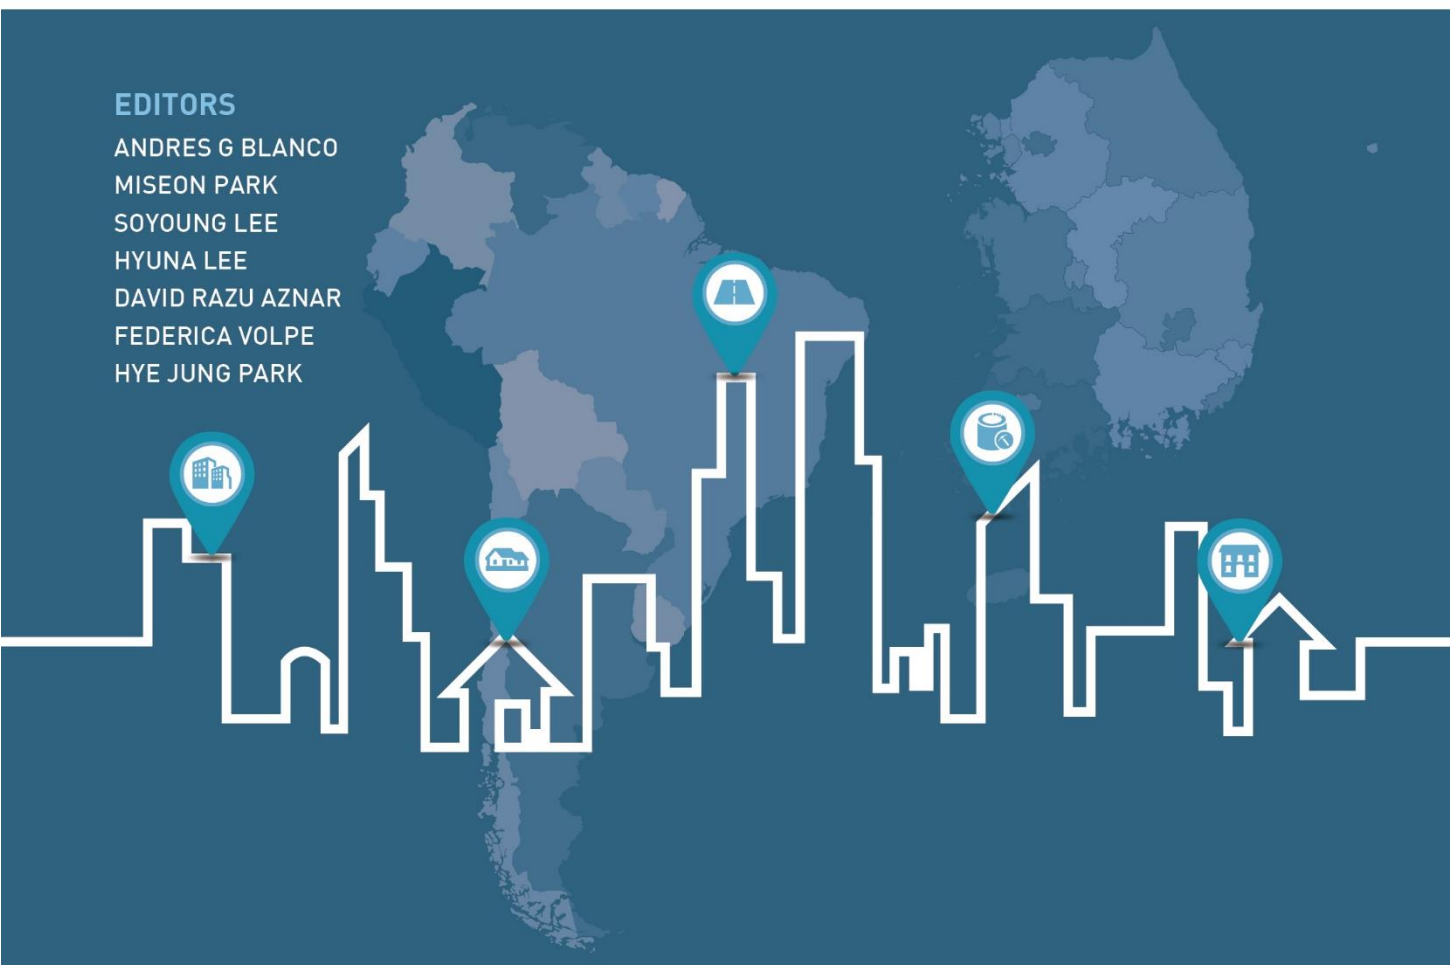 EDITORS
ANDRES G BLANCO
MISEON PARK
SOYOUNG LEE
HYUNA LEE
DAVID RAZU AZNAR
FEDERICA VOLPE
HYE JUNG PARK